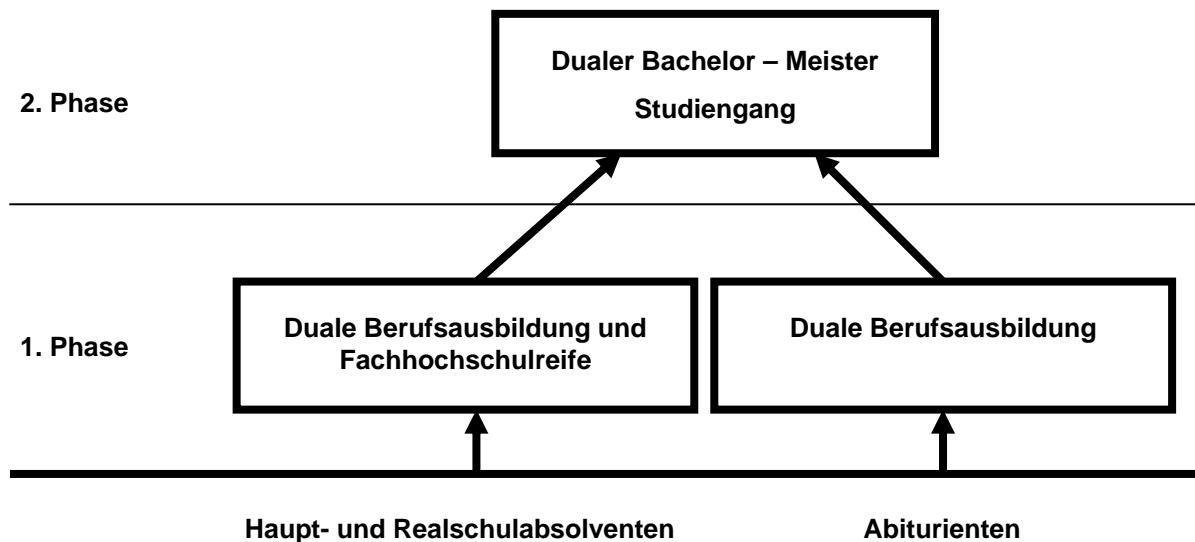 Dualer Bachelor – Meister
Studiengang
2. Phase
Duale Berufsausbildung und
Fachhochschulreife
Duale Berufsausbildung
1. Phase
Haupt- und Realschulabsolventen
Abiturienten